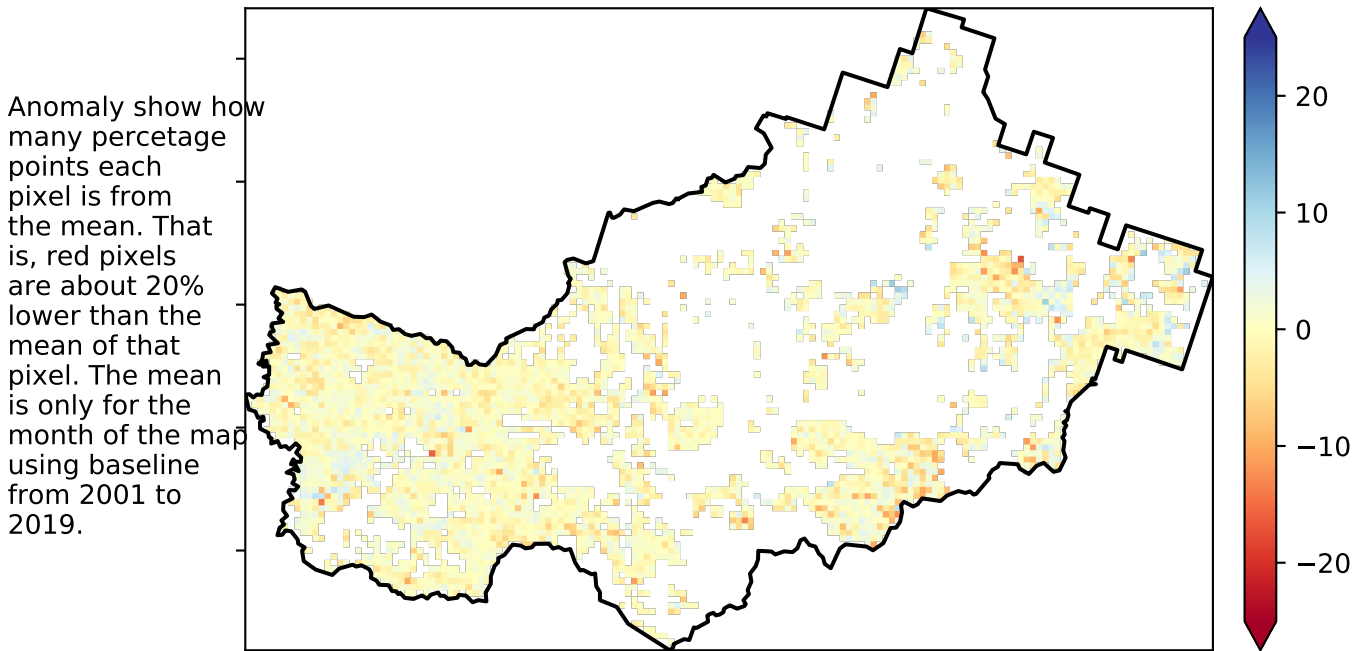 Anomaly show how
many percetage
points each
pixel is from
the mean. That
is, red pixels
are about 20%
lower than the
mean of that
pixel. The mean
is only for the
month of the map
using baseline
from 2001 to
2019.
20
10
0
−10
−20